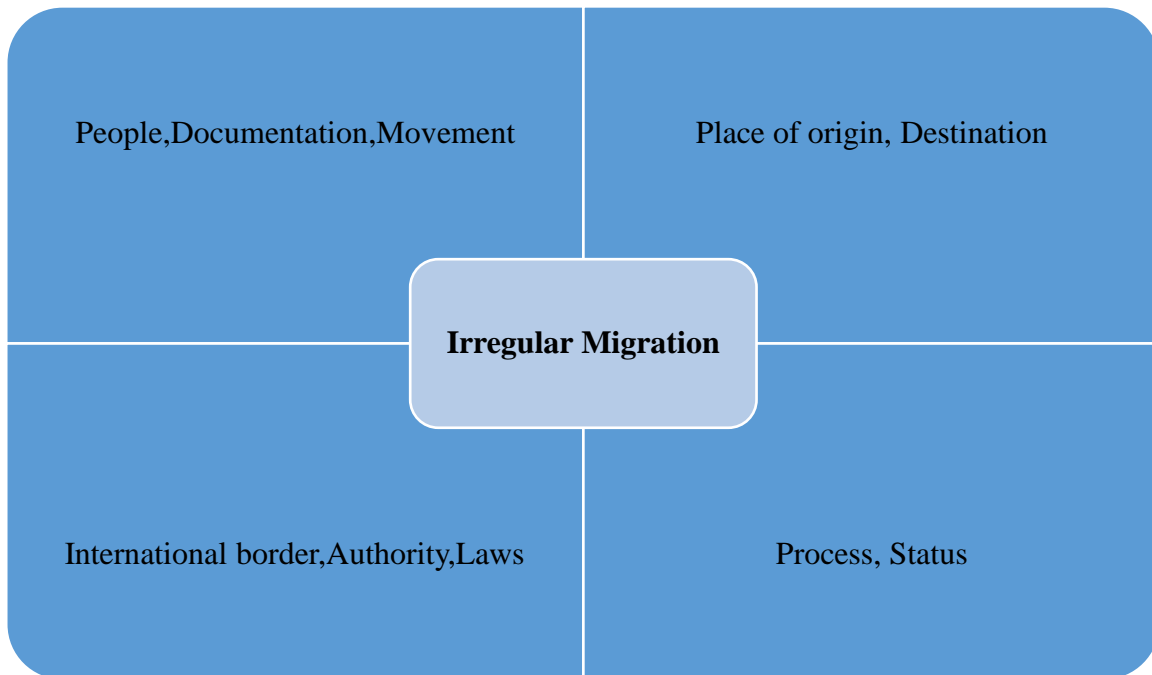 People,Documentation,Movement
Place of origin, Destination
Irregular Migration
International border,Authority,Laws
Process, Status